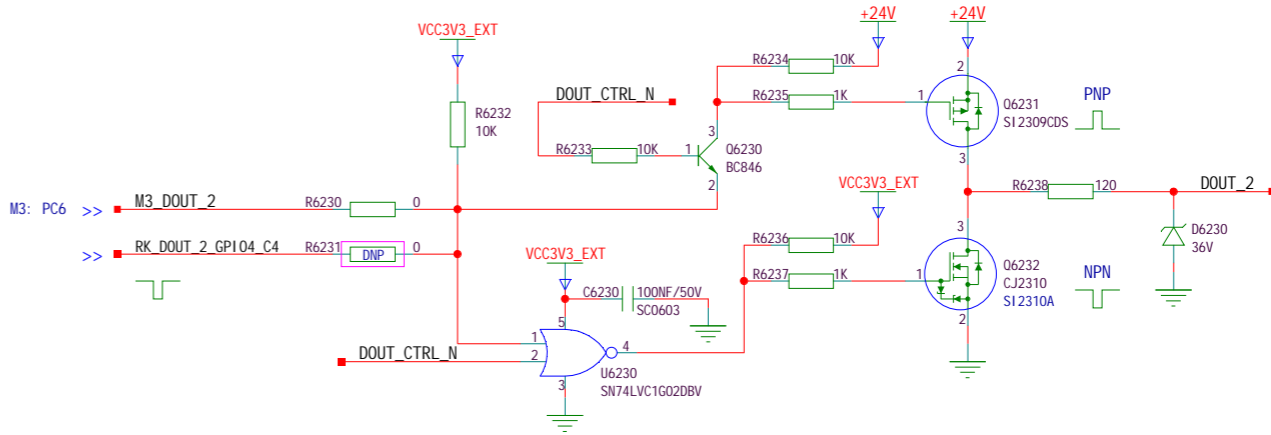 +24V
+24V
VCC3V3_EXT
R6234 10K
DOUT_CTRL_N
R6235 1K
2
1
Q6231
SI2309CDS
PNP
R6232
10K
3
R6233 10K
1
Q6230
BC846
2
3
VCC3V3_EXT
R6238 120
DOUT_2
M3: PC6 >>
M3_DOUT_2
R6230 0
>>
RK_DOUT_2_GPIO4_C4
R6231 DNP 0
VCC3V3_EXT
R6236 10K
R6237 1K
3
1
Q6232
CJ2310
SI2310A
2
NPN
D6230
36V
C6230 100NF/50V
SC0603
5
1
DOUT_CTRL_N
2
4
3
U6230
SN74LVC1G02DBV